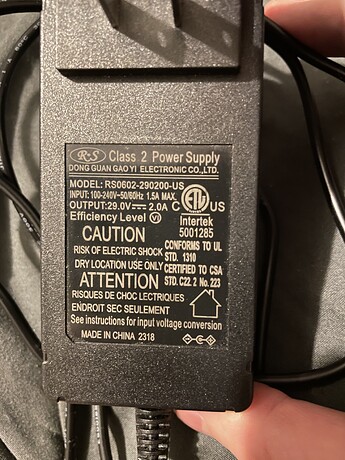 R-S Class 2 Power Supply
DONG GUAN GAO YI ELECTRONIC CO.,LTD.
MODEL: RS0602-290200-US
INPUT:100-240V~50/60Hz 1.5A MAX.
OUTPUT:29.0V⎓2.0A
Efficiency Level VI
C ETL US
Intertek
5001285
CAUTION
RISK OF ELECTRIC SHOCK
DRY LOCATION USE ONLY
CONFORMS TO UL
STD. 1310
CERTIFIED TO CSA
STD. C22. 2 No. 223
ATTENTION
RISQUES DE CHOC LECTRIQUES
ENDROIT SEC SEULEMENT
See instructions for input voltage conversion
MADE IN CHINA 2318